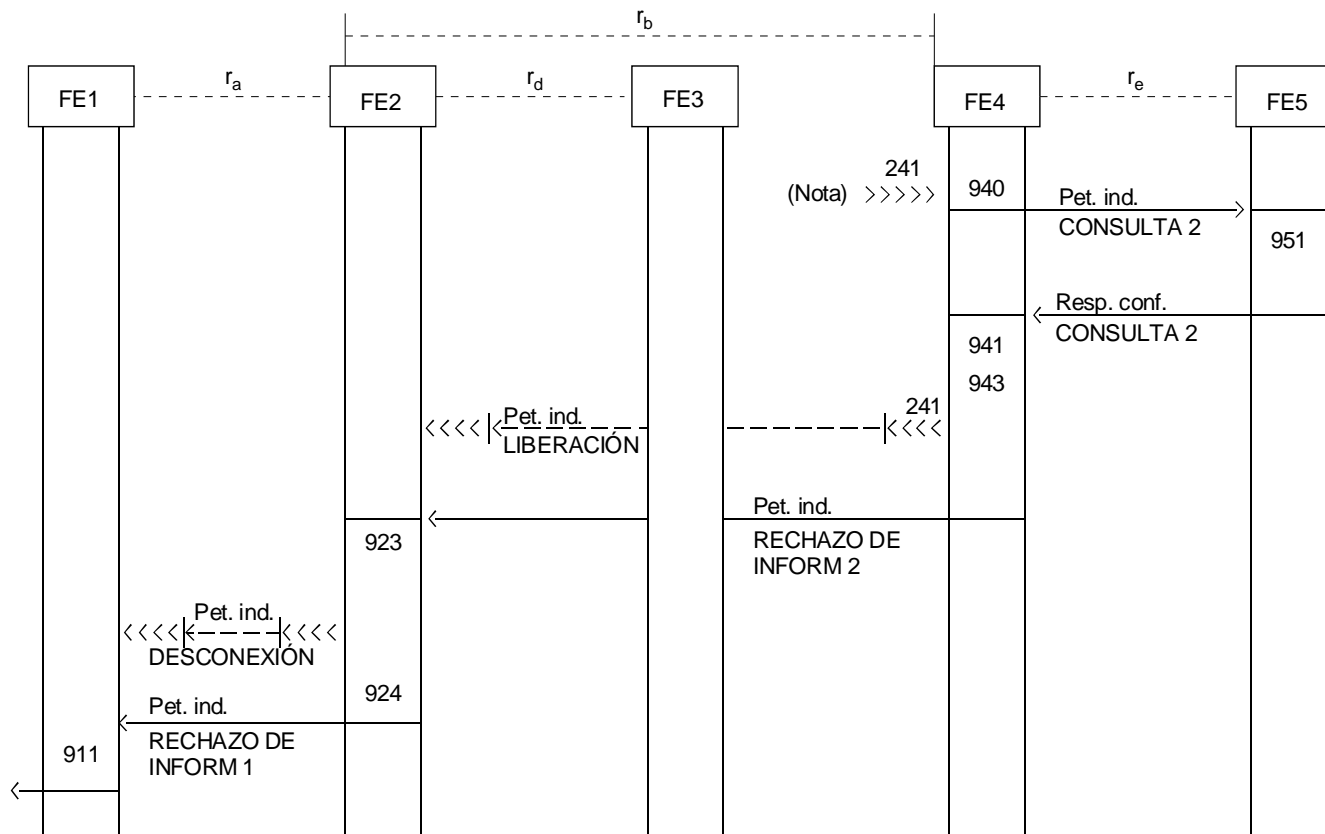 r_b
r_a
r_d
r_e
FE1
FE2
FE3
FE4
FE5
241
(Nota)
940
Pet. ind.
CONSULTA 2
951
Resp. conf.
CONSULTA 2
941
943
241
Pet. ind.
LIBERACIÓN
Pet. ind.
923
RECHAZO DE
INFORM 2
Pet. ind.
DESCONEXIÓN
924
Pet. ind.
RECHAZO DE
INFORM 1
911